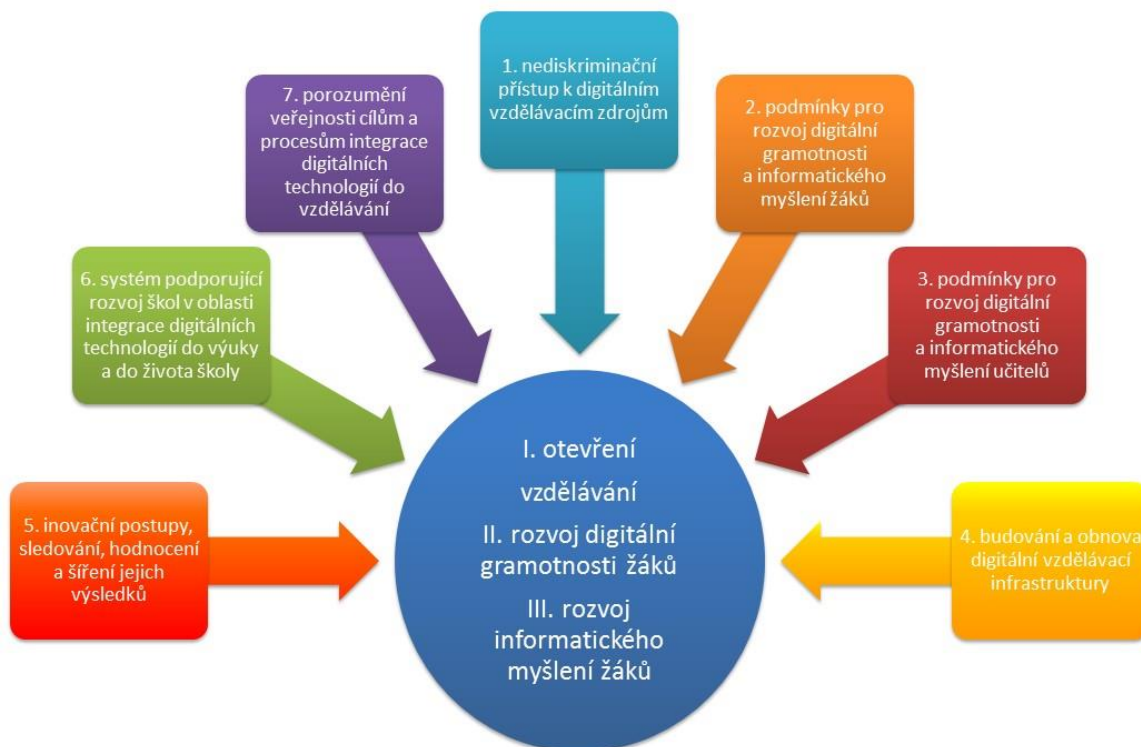 1. nediskriminační
přístup k digitálním
vzdělávacím zdrojům
2. podmínky pro
rozvoj digitální
gramotnosti
a informatického
myšlení žáků
3. podmínky pro
rozvoj digitální
gramotnosti
a informatického
myšlení učitelů
4. budování a obnova
digitální vzdělávací
infrastruktury
5. inovační postupy,
sledování, hodnocení
a šíření jejich
výsledků
6. systém podporující
rozvoj škol v oblasti
integrace digitálních
technologií do výuky
a do života školy
7. porozumění
veřejnosti cílům a
procesům integrace
digitálních
technologií do
vzdělávání
I. otevření
vzdělávání
II. rozvoj digitální
gramotnosti žáků
III. rozvoj
informatického
myšlení žáků